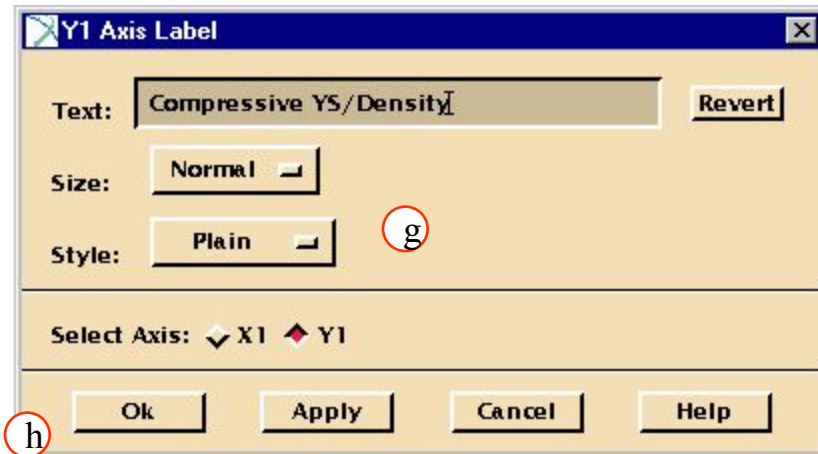 Y1 Axis Label
Text: Compressive YS/Density Revert
Size: Normal
Style: Plain
g
Select Axis: X1 Y1
Ok Apply Cancel Help
h